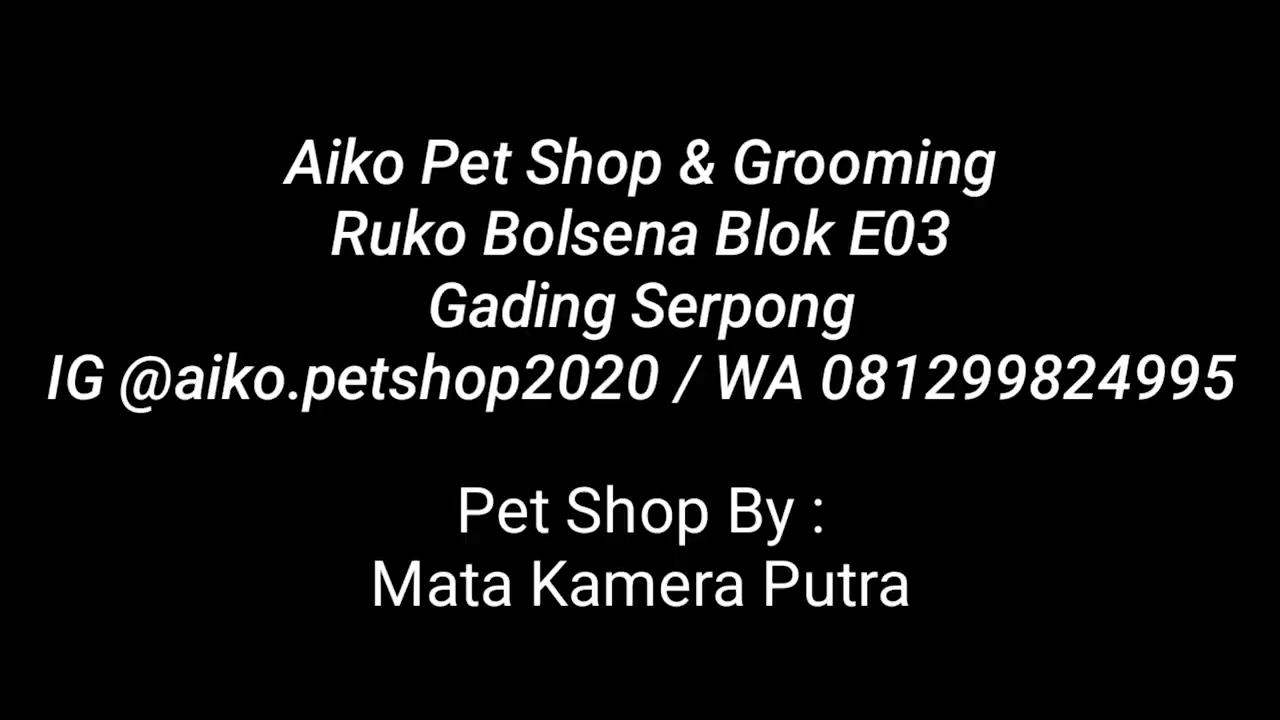 Aiko Pet Shop & Grooming
Ruko Bolsena Blok E03
Gading Serpong
IG @aiko.petshop2020 / WA 081299824995
Pet Shop By :
Mata Kamera Putra